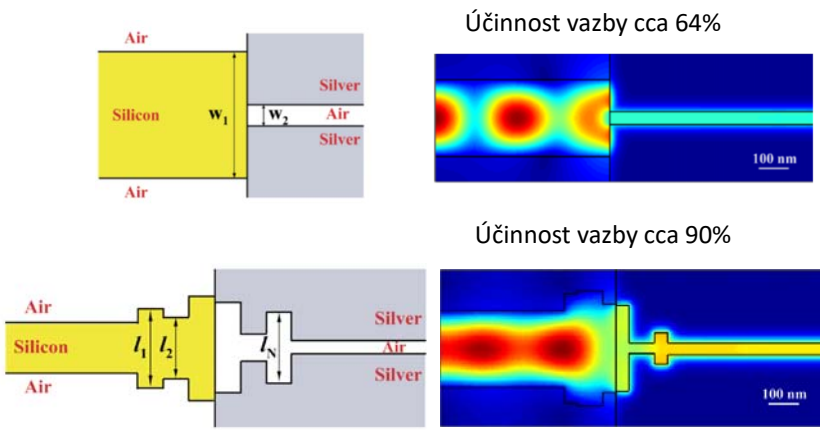 Účinnost vazby cca 64%
Air
Silver
Silicon
w1
w2
Air
Silver
Air
100 nm
Účinnost vazby cca 90%
Air
Silver
Silicon
l1
l2
lN
Air
Air
Silver
100 nm